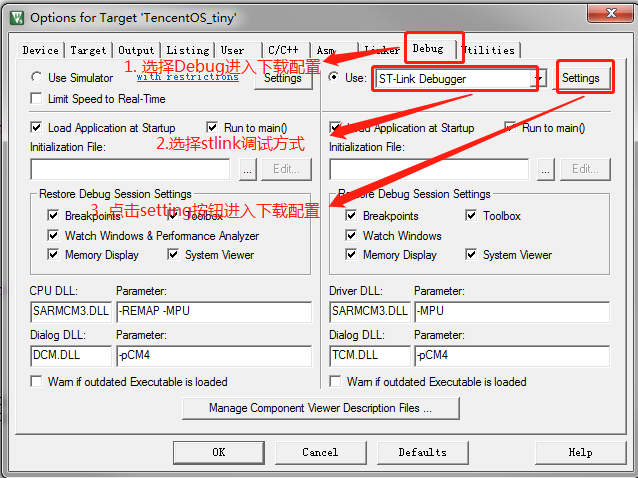 Options for Target 'TencentOS_tiny'
Device Target Output Listing User C/C++ Asm Linker Debug Utilities
1. 选择Debug进入下载配置
Use Simulator with restrictions Settings
Use: ST-Link Debugger Settings
Limit Speed to Real-Time
Load Application at Startup Run to main()
Load Application at Startup Run to main()
2.选择stlink调试方式
Initialization File:
Initialization File:
... Edit...
... Edit...
Restore Debug Session Settings
Restore Debug Session Settings
3. 点击setting按钮进入下载配置
Breakpoints Toolbox
Breakpoints Toolbox
Watch Windows & Performance Analyzer
Watch Windows
Memory Display System Viewer
Memory Display System Viewer
CPU DLL: Parameter:
Driver DLL: Parameter:
SARMCM3.DLL -REMAP -MPU
SARMCM3.DLL -MPU
Dialog DLL: Parameter:
Dialog DLL: Parameter:
DCM.DLL -pCM4
TCM.DLL -pCM4
Warn if outdated Executable is loaded
Warn if outdated Executable is loaded
Manage Component Viewer Description Files ...
OK Cancel Defaults Help